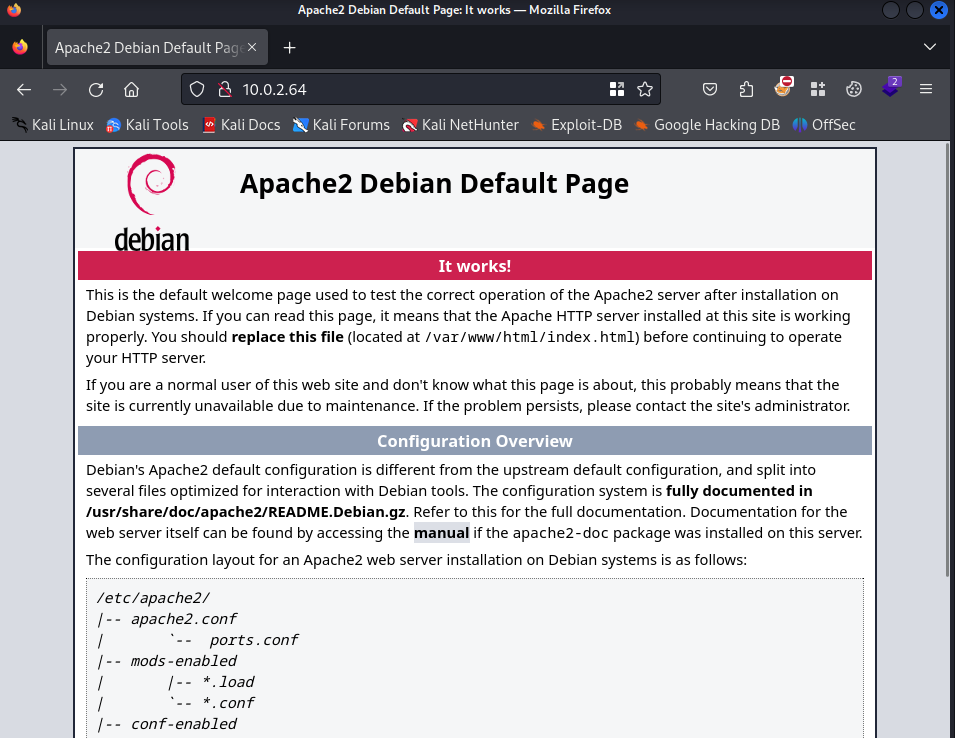 Apache2 Debian Default Page: It works — Mozilla Firefox
Apache2 Debian Default Page
10.0.2.64
2
Kali Linux Kali Tools Kali Docs Kali Forums Kali NetHunter Exploit-DB Google Hacking DB OffSec
debian
Apache2 Debian Default Page
It works!
This is the default welcome page used to test the correct operation of the Apache2 server after installation on
Debian systems. If you can read this page, it means that the Apache HTTP server installed at this site is working
properly. You should replace this file (located at /var/www/html/index.html) before continuing to operate
your HTTP server.
If you are a normal user of this web site and don't know what this page is about, this probably means that the
site is currently unavailable due to maintenance. If the problem persists, please contact the site's administrator.
Configuration Overview
Debian's Apache2 default configuration is different from the upstream default configuration, and split into
several files optimized for interaction with Debian tools. The configuration system is fully documented in
/usr/share/doc/apache2/README.Debian.gz. Refer to this for the full documentation. Documentation for the
web server itself can be found by accessing the manual if the apache2-doc package was installed on this server.
The configuration layout for an Apache2 web server installation on Debian systems is as follows:
/etc/apache2/
|-- apache2.conf
|       `--  ports.conf
|-- mods-enabled
|       |-- *.load
|       `-- *.conf
|-- conf-enabled